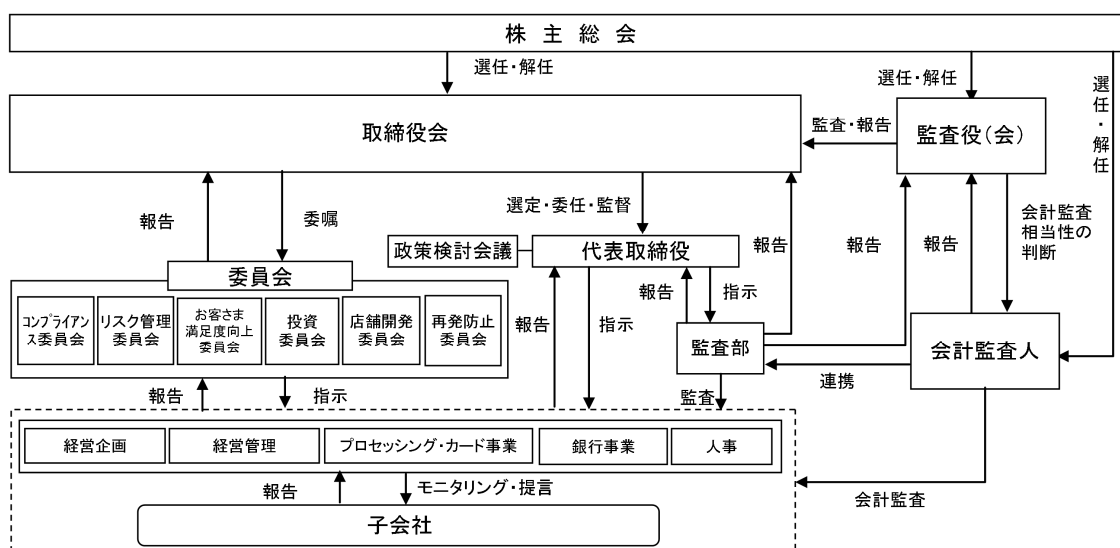 株主総会
選任・解任
選任・解任
選任・解任
取締役会
監査・報告
監査役(会)
報告
委嘱
選定・委任・監督
報告
報告
報告
会計監査
相当性の
判断
政策検討会議
代表取締役
委員会
報告
指示
コンプライアン
ス委員会
リスク管理
委員会
お客さま
満足度向上
委員会
投資
委員会
店舗開発
委員会
再発防止
委員会
報告
指示
監査部
会計監査人
連携
報告
指示
監査
経営企画
経営管理
プロセッシング・カード事業
銀行事業
人事
報告
モニタリング・提言
会計監査
子会社